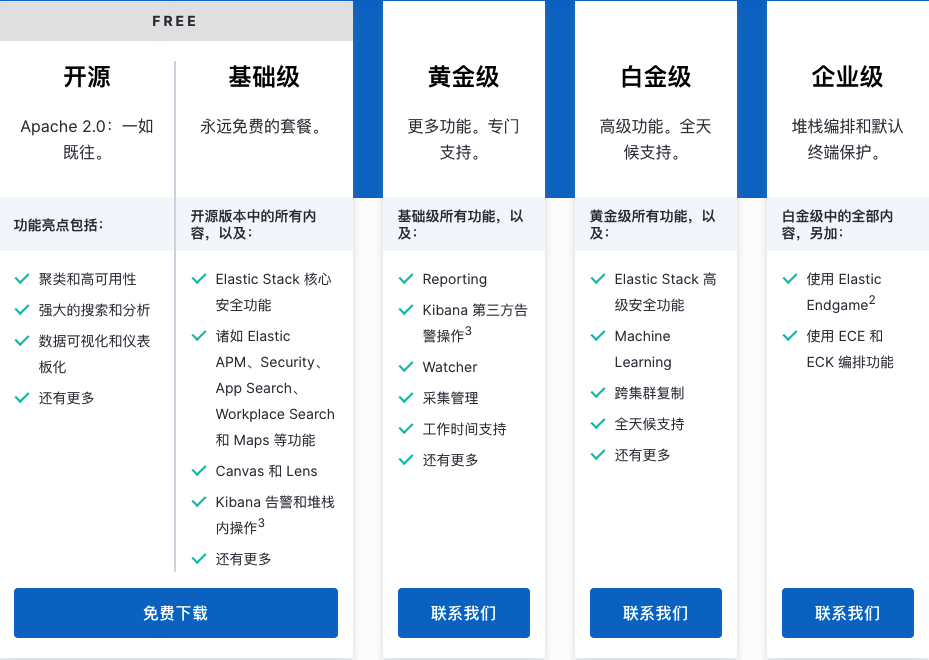 FREE
开源
Apache 2.0：一如
既往。
功能亮点包括：
聚类和高可用性
强大的搜索和分析
数据可视化和仪表
板化
还有更多
基础级
永远免费的套餐。
开源版本中的所有内
容，以及：
Elastic Stack 核心
安全功能
诸如 Elastic
APM、Security、
App Search、
Workplace Search
和 Maps 等功能
Canvas 和 Lens
Kibana 告警和堆栈
内操作3
还有更多
免费下载
黄金级
更多功能。专门
支持。
基础级所有功能，以
及：
Reporting
Kibana 第三方告
警操作3
Watcher
采集管理
工作时间支持
还有更多
联系我们
白金级
高级功能。全天
候支持。
黄金级所有功能，以
及：
Elastic Stack 高
级安全功能
Machine
Learning
跨集群复制
全天候支持
还有更多
联系我们
企业级
堆栈编排和默认
终端保护。
白金级中的全部内
容，另加：
使用 Elastic
Endgame2
使用 ECE 和
ECK 编排功能
联系我们